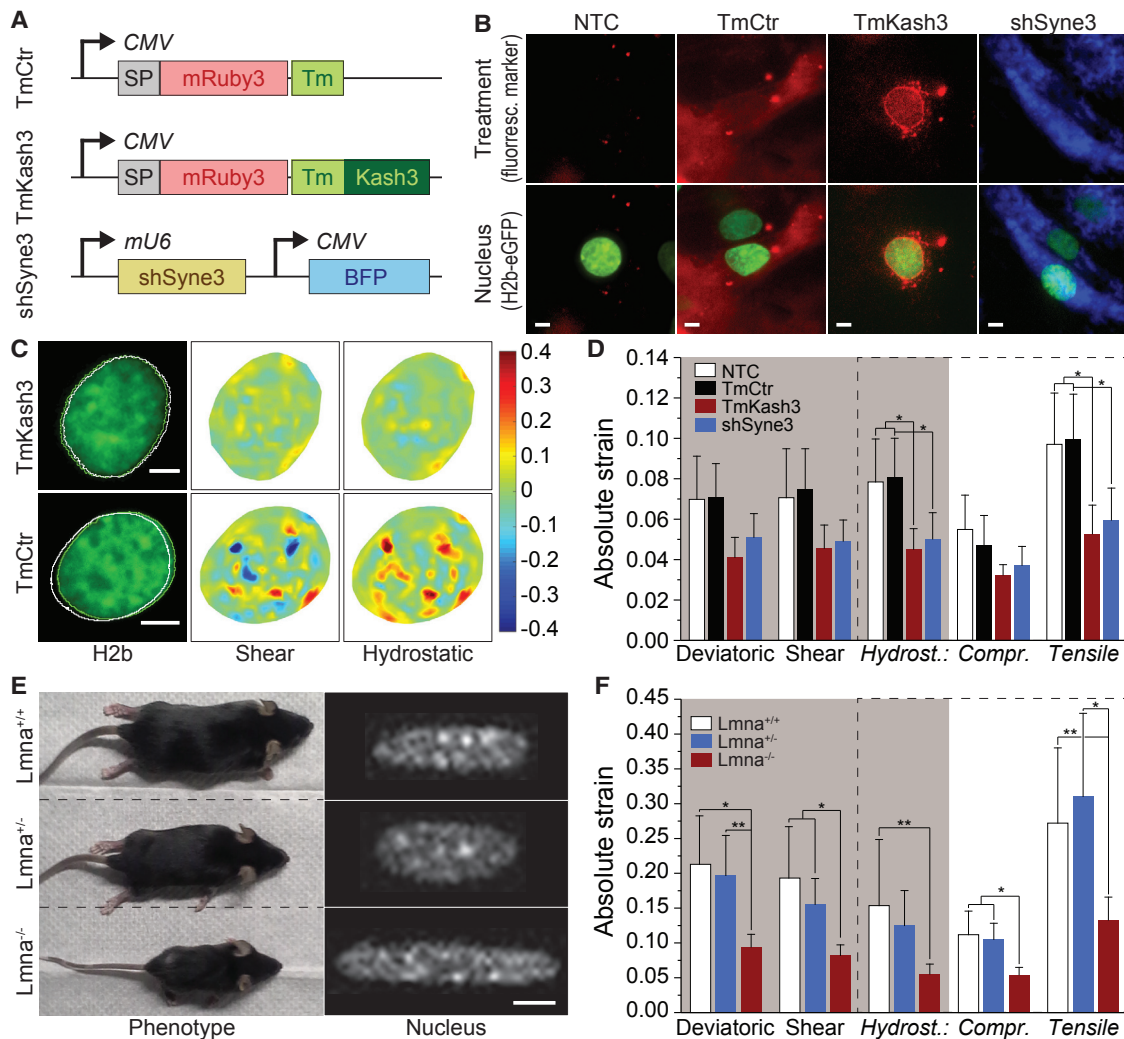 A
TmCtr
CMV
SP mRuby3 Tm
TmKash3
CMV
SP mRuby3 Tm Kash3
shSyne3
mU6 CMV
shSyne3 BFP
B
NTC TmCtr TmKash3 shSyne3
Treatment
(fluorresc. marker)
Nucleus
(H2b-eGFP)
C
TmKash3
TmCtr
H2b Shear Hydrostatic
0.4
0.3
0.2
0.1
0
-0.1
-0.2
-0.3
-0.4
D
Absolute strain
0.14
0.12
0.10
0.08
0.06
0.04
0.02
0.00
NTC
TmCtr
TmKash3
shSyne3
* * * *
Deviatoric Shear Hydrost.: Compr. Tensile
E
Lmna+/+
Lmna+/-
Lmna-/-
Phenotype Nucleus
F
Absolute strain
0.45
0.40
0.35
0.30
0.25
0.20
0.15
0.10
0.05
0.00
Lmna+/+
Lmna+/-
Lmna-/-
* ** * ** * ** *
Deviatoric Shear Hydrost.: Compr. Tensile